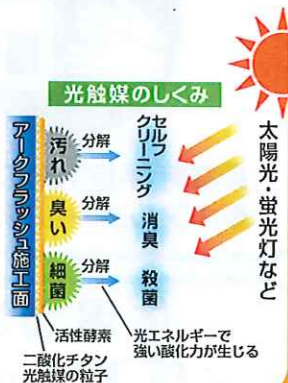 光触媒のしくみ
アークフラッシュ施工面
汚れ
分解
セルフ
クリーニング
臭い
分解
消臭
細菌
分解
殺菌
太陽光・蛍光灯など
活性酵素
二酸化チタン
光触媒の粒子
光エネルギーで
強い酸化力が生じる